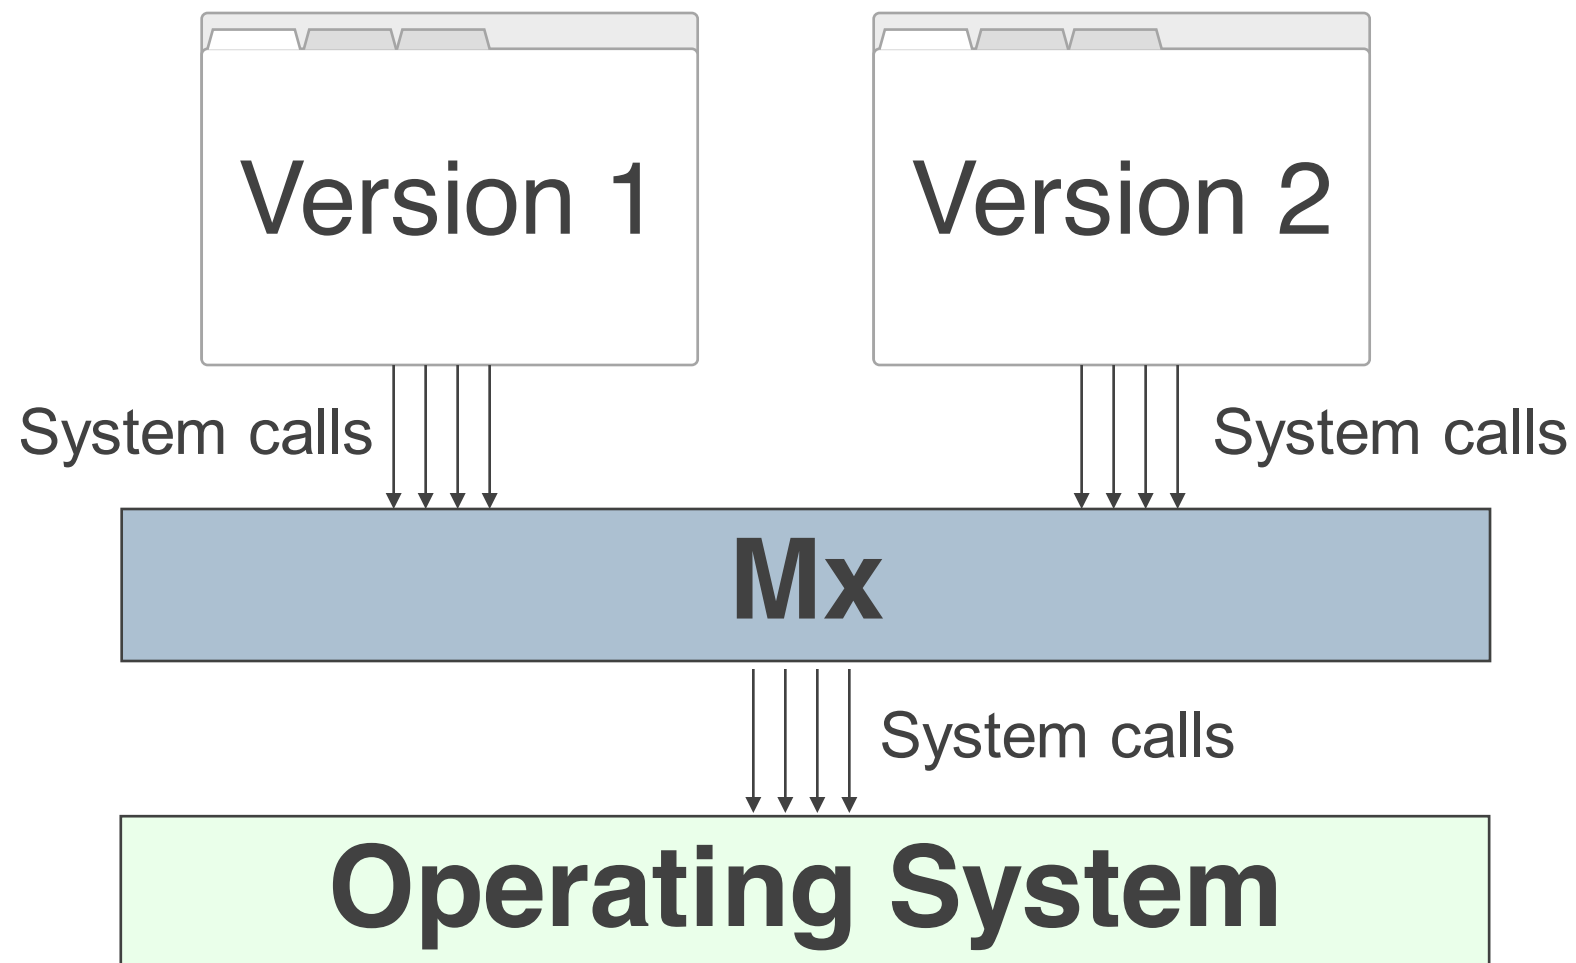 Version 1
Version 2
System calls
System calls
Mx
System calls
Operating System